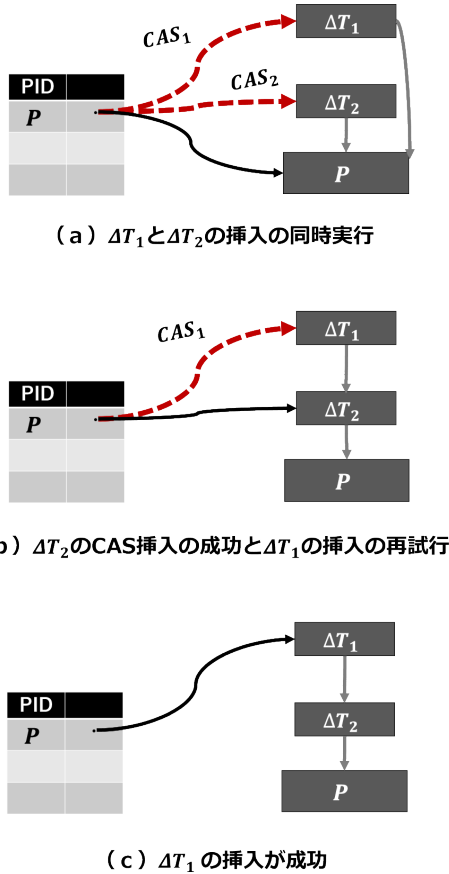 CAS₁
ΔT₁
CAS₂
PID
P
ΔT₂
P
（ａ）ΔT₁とΔT₂の挿入の同時実行
CAS₁
ΔT₁
PID
P
ΔT₂
P
b）ΔT₂のCAS挿入の成功とΔT₁の挿入の再試行
ΔT₁
PID
P
ΔT₂
P
（ｃ）ΔT₁ の挿入が成功